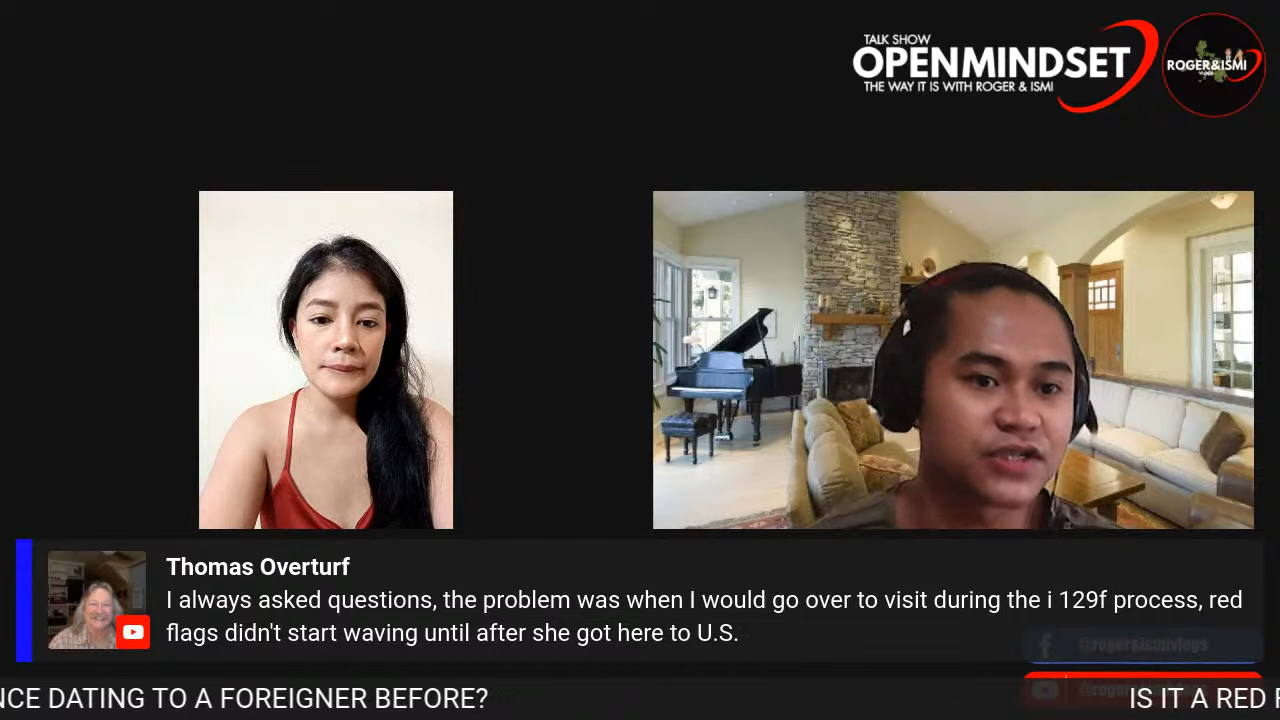 TALK SHOW
OPENMINDSET
THE WAY IT IS WITH ROGER & ISMI
ROGER&ISMI
Thomas Overturf
I always asked questions, the problem was when I would go over to visit during the i 129f process, red
flags didn't start waving until after she got here to U.S.
@roger&ismivlogs
NCE DATING TO A FOREIGNER BEFORE?
IS IT A RED